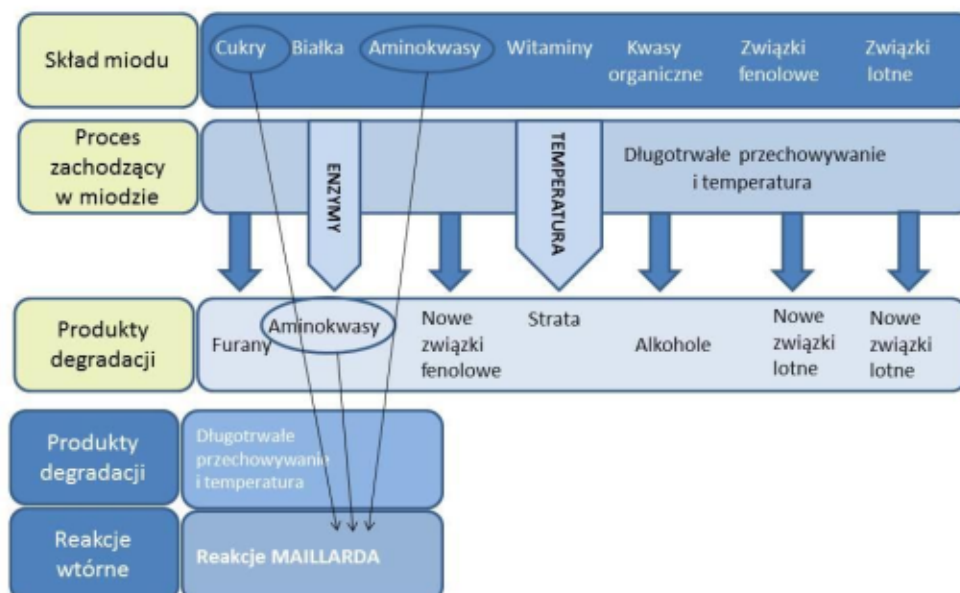 Skład miodu
Cukry
Białka
Aminokwasy
Witaminy
Kwasy
organiczne
Związki
fenolowe
Związki
lotne
Proces
zachodzący
w miodzie
ENZYMY
TEMPERATURA
Długotrwałe przechowywanie
i temperatura
Produkty
degradacji
Furany
Aminokwasy
Nowe
związki
fenolowe
Strata
Alkohole
Nowe
związki
lotne
Nowe
związki
lotne
Produkty
degradacji
Długotrwałe
przechowywanie
i temperatura
Reakcje
wtórne
Reakcje MAILLARDA